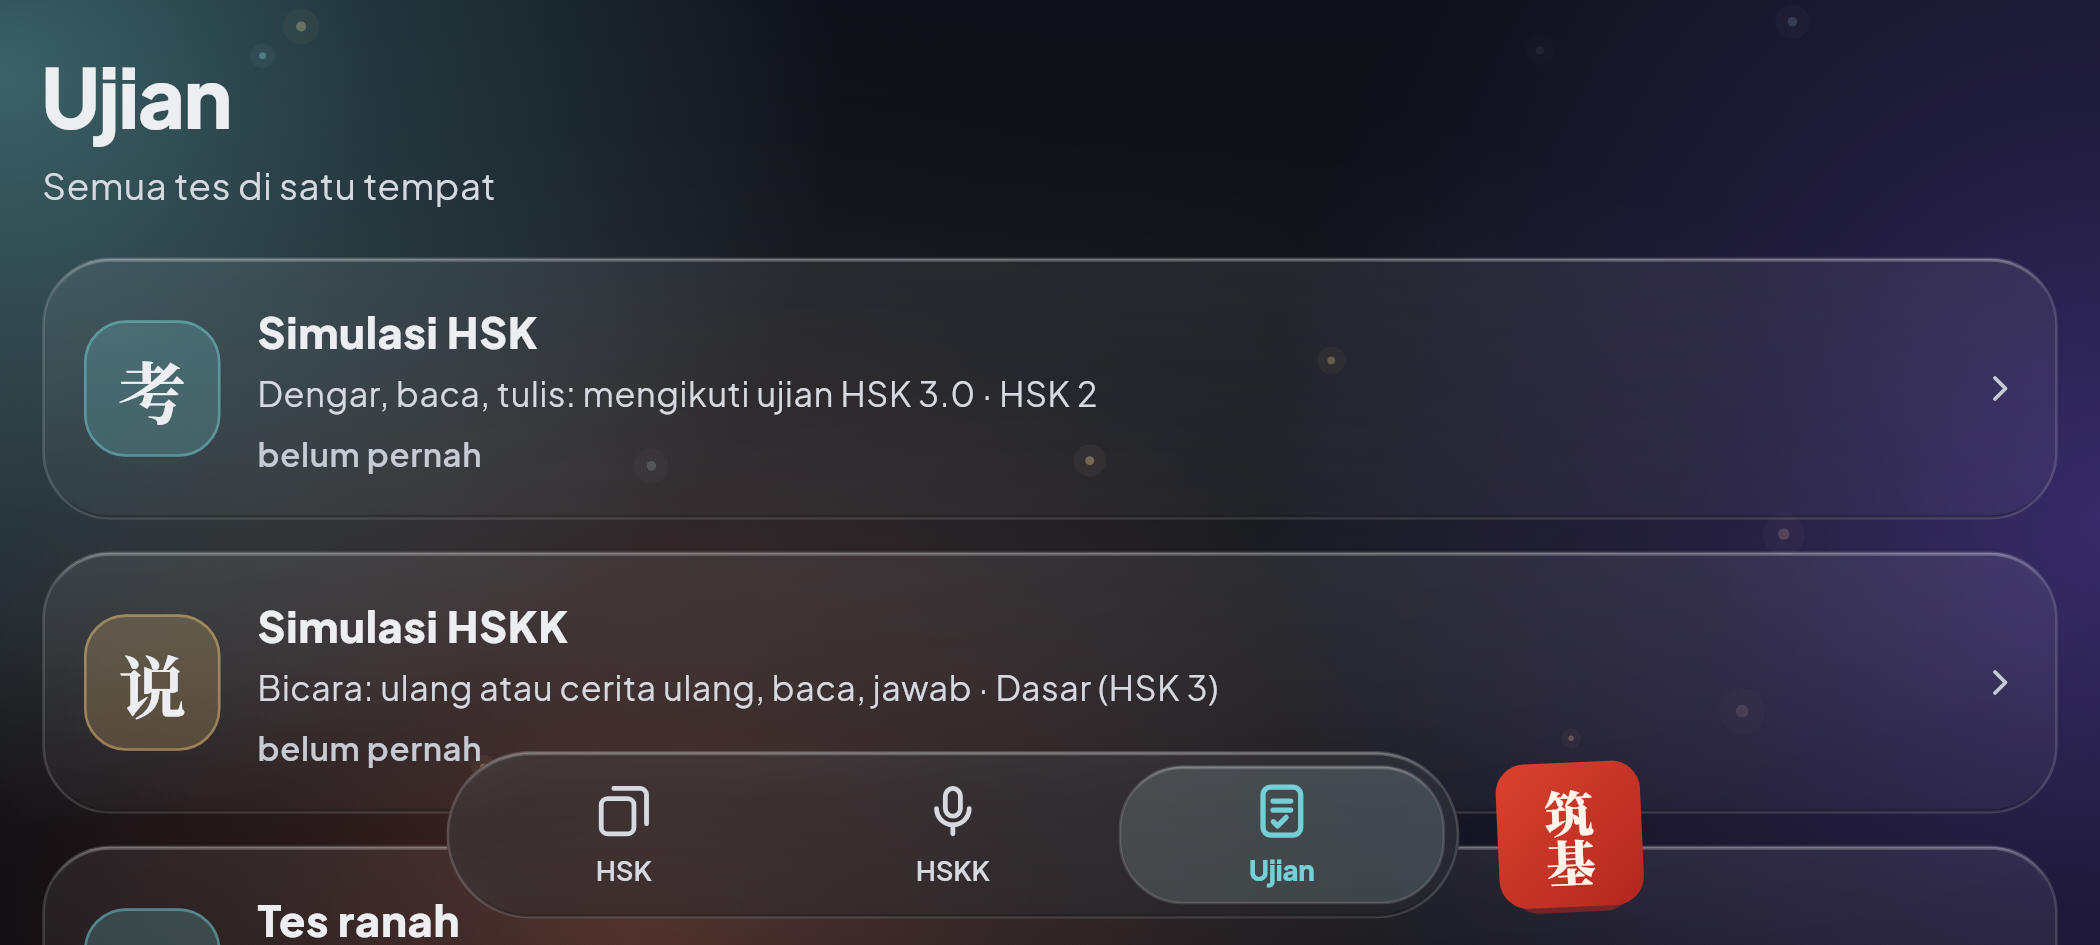 Ujian
Semua tes di satu tempat
考
Simulasi HSK
Dengar, baca, tulis: mengikuti ujian HSK 3.0 · HSK 2
belum pernah
说
Simulasi HSKK
Bicara: ulang atau cerita ulang, baca, jawab · Dasar (HSK 3)
belum pernah
Tes ranah
HSK
HSKK
Ujian
筑
基